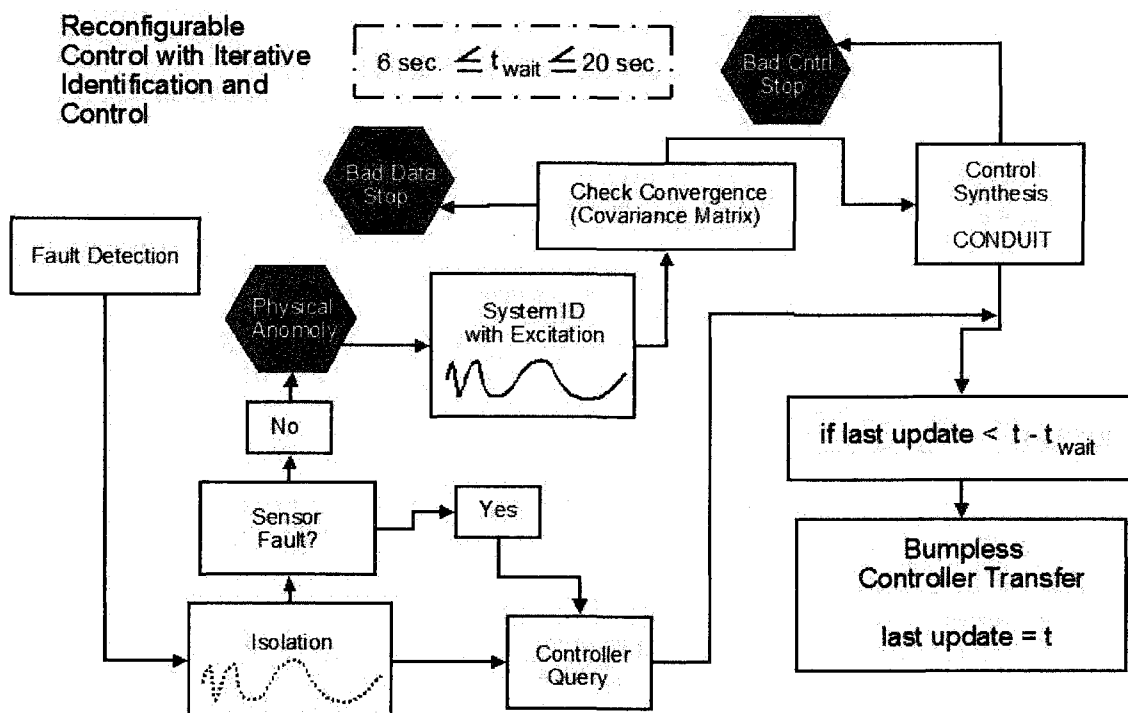 Reconfigurable
Control with Iterative
Identification and
Control
6 sec. ≤ t wait ≤ 20 sec.
Bad Cntrl
Stop
Bad Data
Stop
Check Convergence
(Covariance Matrix)
Control
Synthesis
CONDUIT
Fault Detection
Physical
Anomoly
System ID
with Excitation
No
if last update < t - t wait
Sensor
Fault?
Yes
Bumpless
Controller Transfer
last update = t
Isolation
Controller
Query